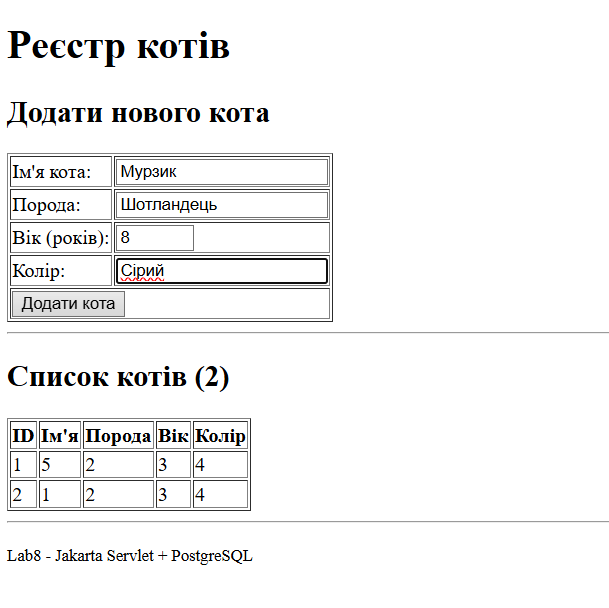 Реєстр котів
Додати нового кота
Ім'я кота: Мурзик
Порода: Шотландець
Вік (років): 8
Колір: Сірий
Додати кота
Список котів (2)
ID Ім'я Порода Вік Колір
1 5 2 3 4
2 1 2 3 4
Lab8 - Jakarta Servlet + PostgreSQL